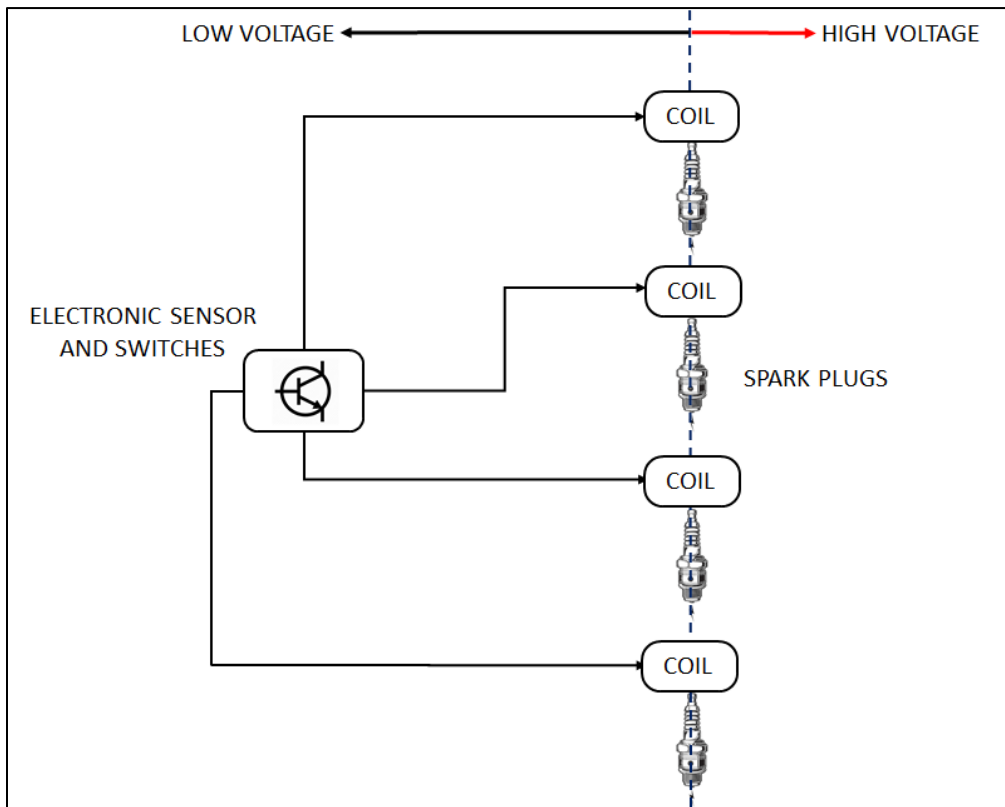 LOW VOLTAGE
HIGH VOLTAGE
COIL
COIL
ELECTRONIC SENSOR
AND SWITCHES
SPARK PLUGS
COIL
COIL